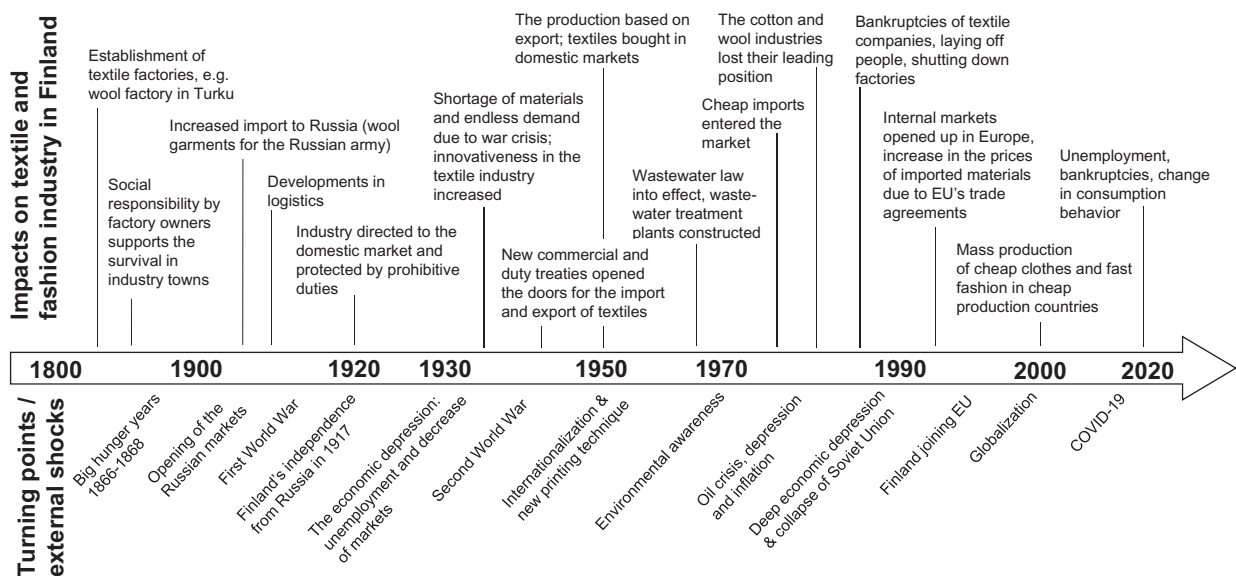 Impacts on textile and
fashion industry in Finland
Establishment of
textile factories, e.g.
wool factory in Turku
Social
responsibility by
factory owners
supports the
survival in
industry towns
Increased import to Russia (wool
garments for the Russian army)
Developments in
logistics
Industry directed to the
domestic market and
protected by prohibitive
duties
Shortage of materials
and endless demand
due to war crisis;
innovativeness in the
textile industry
increased
New commercial and
duty treaties opened
the doors for the import
and export of textiles
The production based on
export; textiles bought in
domestic markets
Wastewater law
into effect, waste-
water treatment
plants constructed
Cheap imports
entered the
market
The cotton and
wool industries
lost their leading
position
Bankruptcies of textile
companies, laying off
people, shutting down
factories
Internal markets
opened up in Europe,
increase in the prices
of imported materials
due to EU's trade
agreements
Mass production
of cheap clothes and fast
fashion in cheap
production countries
Unemployment,
bankruptcies, change
in consumption
behavior
1800 1900 1920 1930 1950 1970 1990 2000 2020
Turning points /
external shocks
Big hunger years
1866-1868
Opening of the
Russian markets
First World War
Finland's independence
from Russia in 1917
The economic depression:
unemployment and decrease
of markets
Second World War
Internationalization &
new printing technique
Environmental awareness
Oil crisis, depression
and inflation
Deep economic depression
& collapse of Soviet Union
Finland joining EU
Globalization
COVID-19